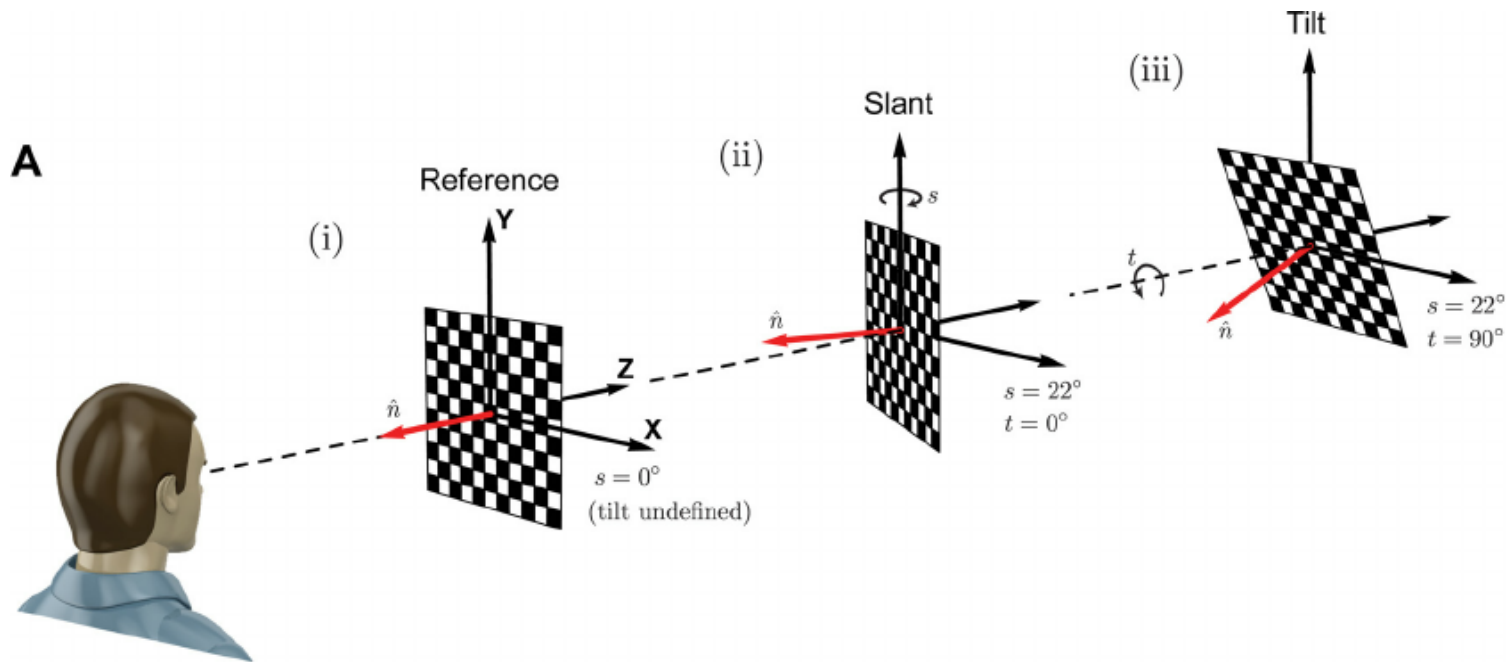 A
(i)
Reference
Y
Z
X
n̂
s = 0°
(tilt undefined)
(ii)
Slant
s
n̂
s = 22°
t = 0°
(iii)
Tilt
t
n̂
s = 22°
t = 90°